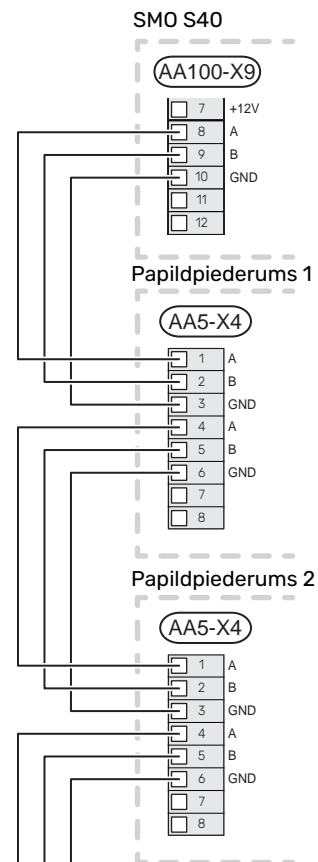 SMO S40
AA100-X9
7 +12V
8 A
9 B
10 GND
11
12
Papildpiederums 1
AA5-X4
1 A
2 B
3 GND
4 A
5 B
6 GND
7
8
Papildpiederums 2
AA5-X4
1 A
2 B
3 GND
4 A
5 B
6 GND
7
8